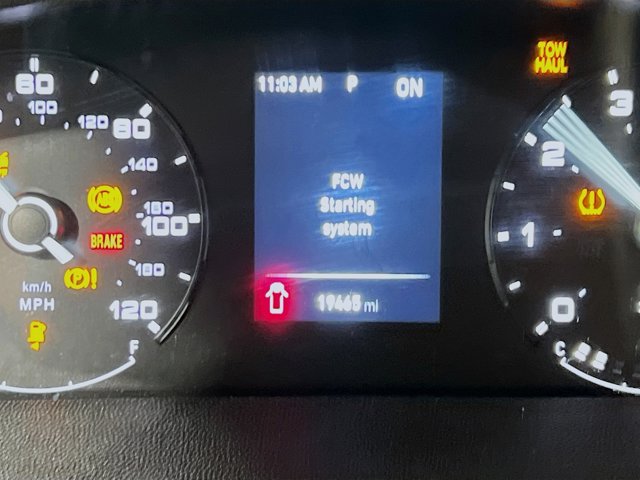 TOW
HAUL
11:03 AM P ON
60
100
120
80
140
160
100
180
120
km/h
MPH
ABS
BRAKE
P !
F
FCW
Starting
system
19465 mi
3
2
1
0
C